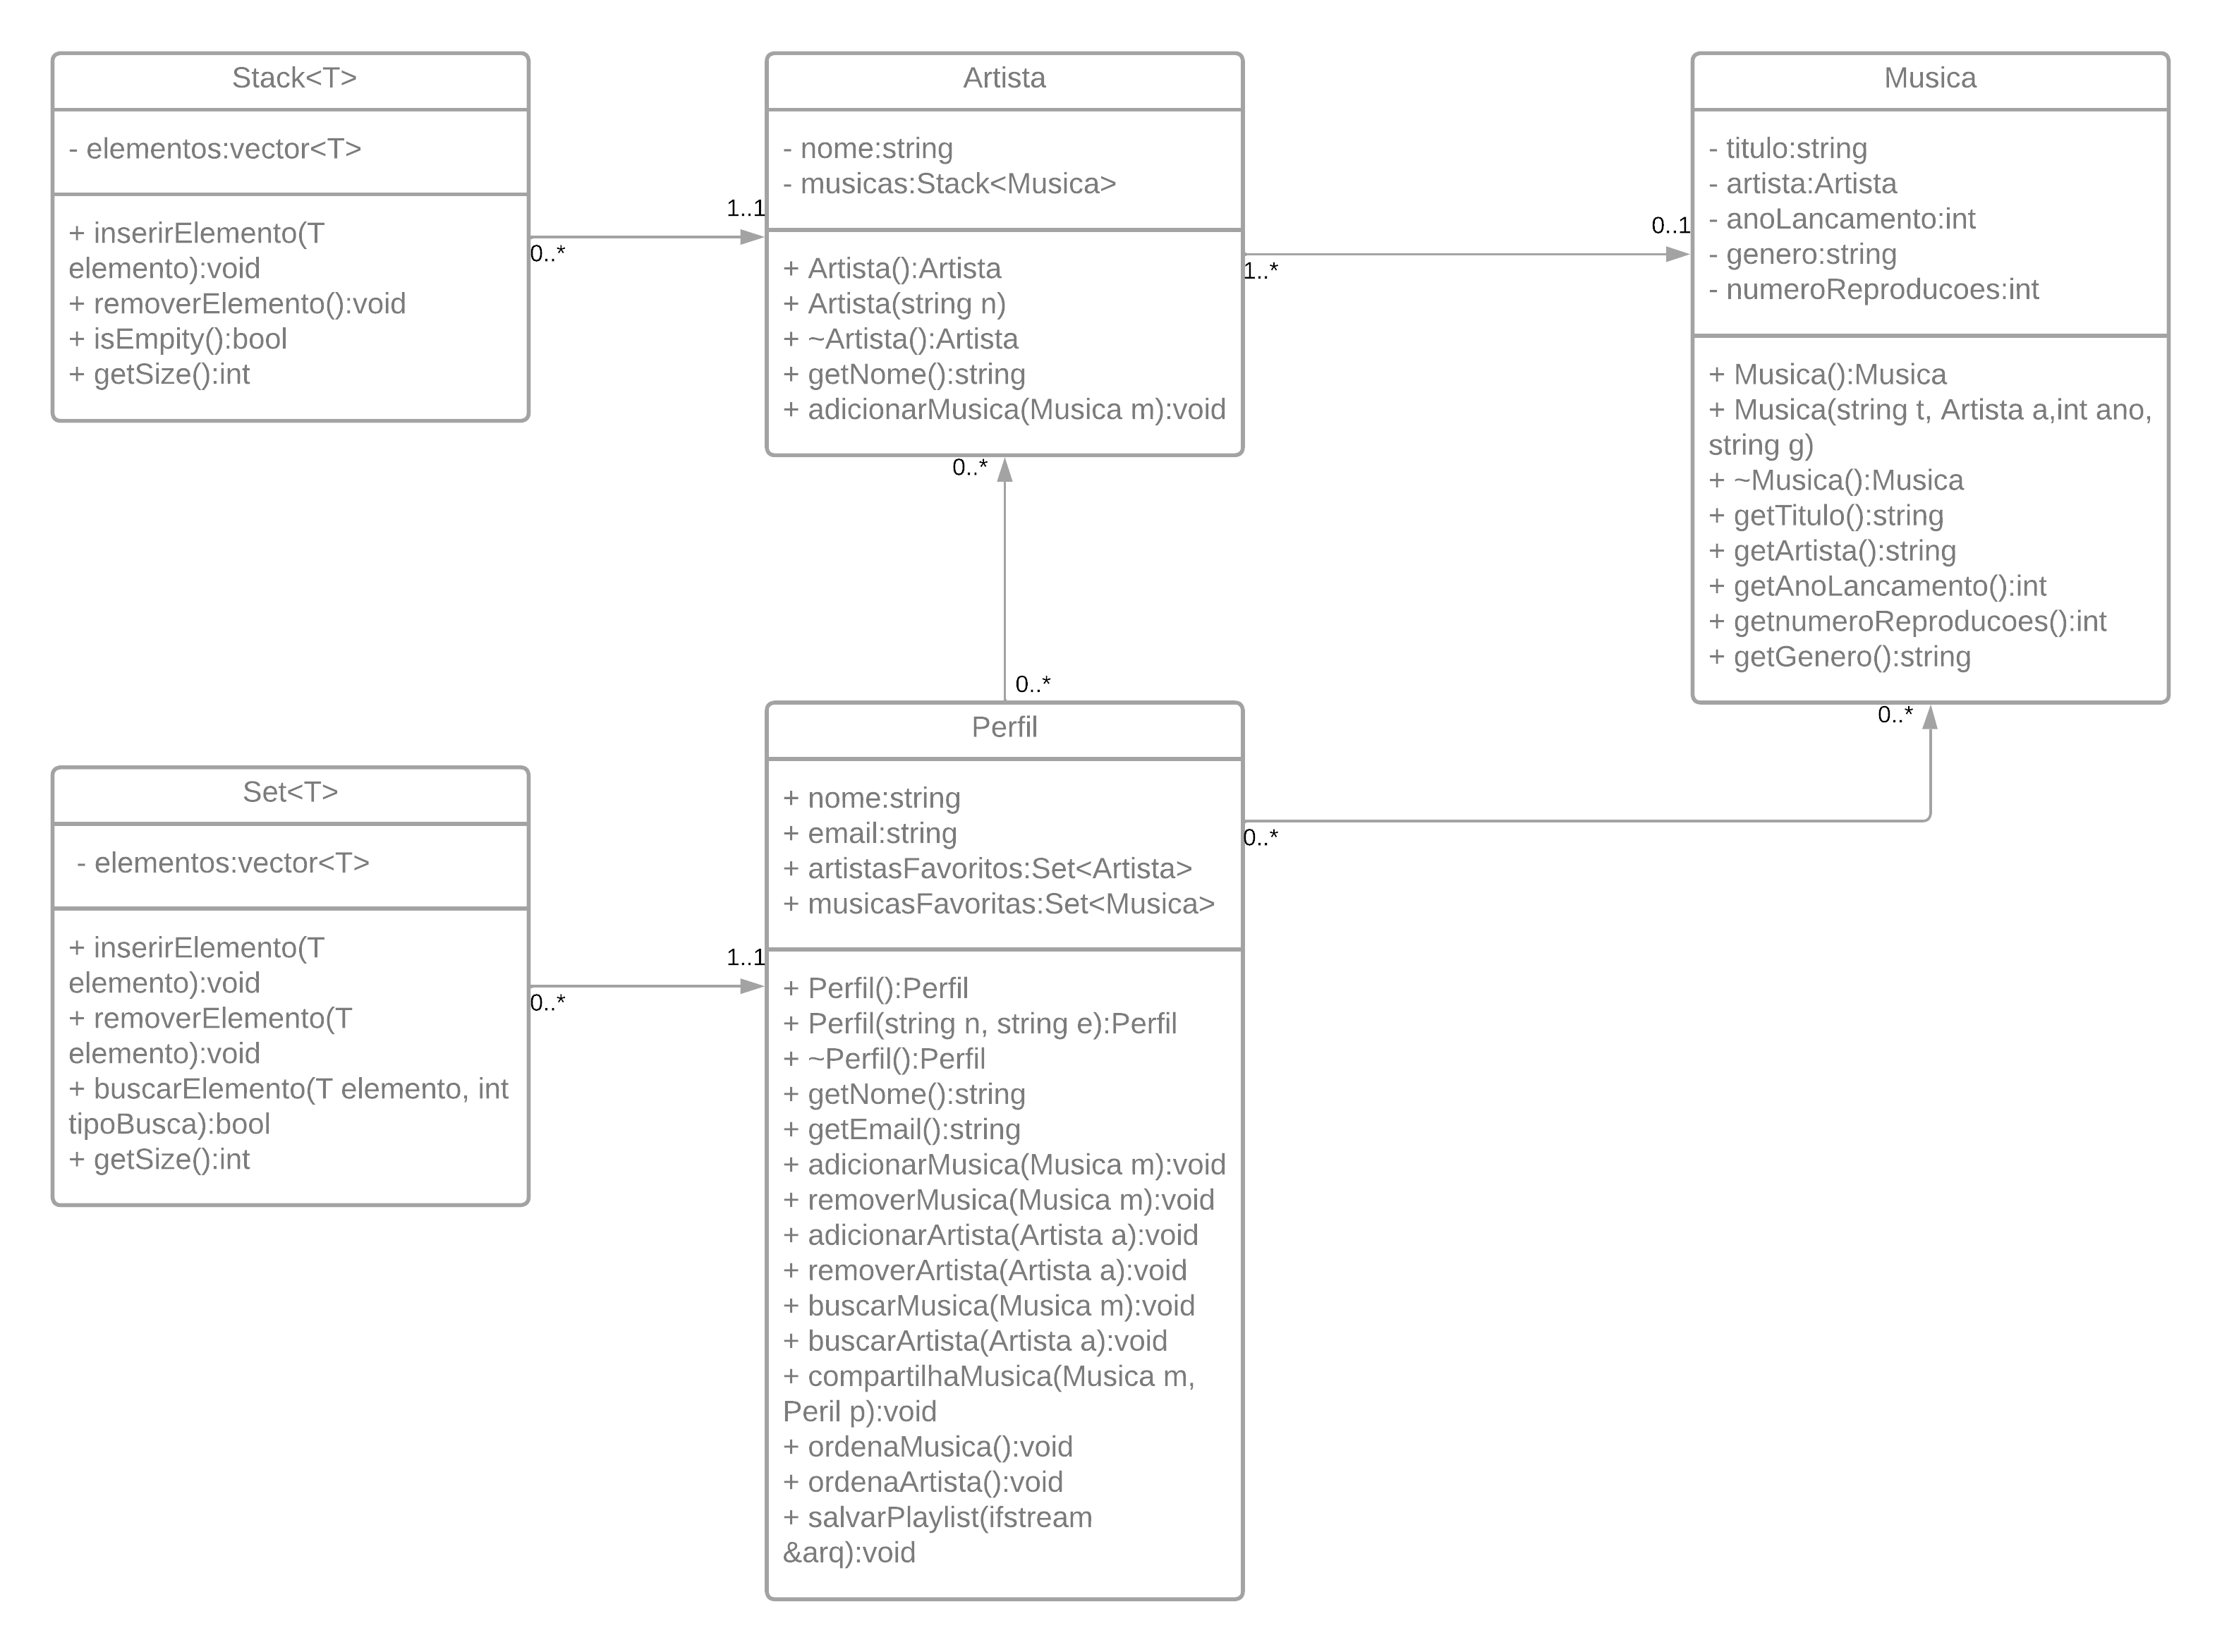 Stack<T>
- elementos:vector<T>
+ inserirElemento(T
elemento):void
+ removerElemento():void
+ isEmpity():bool
+ getSize():int
0..*
1..1
Artista
- nome:string
- musicas:Stack<Musica>
+ Artista():Artista
+ Artista(string n)
+ ~Artista():Artista
+ getNome():string
+ adicionarMusica(Musica m):void
1..*
0..1
0..*
Musica
- titulo:string
- artista:Artista
- anoLancamento:int
- genero:string
- numeroReproducoes:int
+ Musica():Musica
+ Musica(string t, Artista a,int ano,
string g)
+ ~Musica():Musica
+ getTitulo():string
+ getArtista():string
+ getAnoLancamento():int
+ getnumeroReproducoes():int
+ getGenero():string
0..*
Set<T>
- elementos:vector<T>
+ inserirElemento(T
elemento):void
+ removerElemento(T
elemento):void
+ buscarElemento(T elemento, int
tipoBusca):bool
+ getSize():int
0..*
1..1
0..*
Perfil
+ nome:string
+ email:string
+ artistasFavoritos:Set<Artista>
+ musicasFavoritas:Set<Musica>
+ Perfil():Perfil
+ Perfil(string n, string e):Perfil
+ ~Perfil():Perfil
+ getNome():string
+ getEmail():string
+ adicionarMusica(Musica m):void
+ removerMusica(Musica m):void
+ adicionarArtista(Artista a):void
+ removerArtista(Artista a):void
+ buscarMusica(Musica m):void
+ buscarArtista(Artista a):void
+ compartilhaMusica(Musica m,
Peril p):void
+ ordenaMusica():void
+ ordenaArtista():void
+ salvarPlaylist(ifstream
&arq):void
0..*